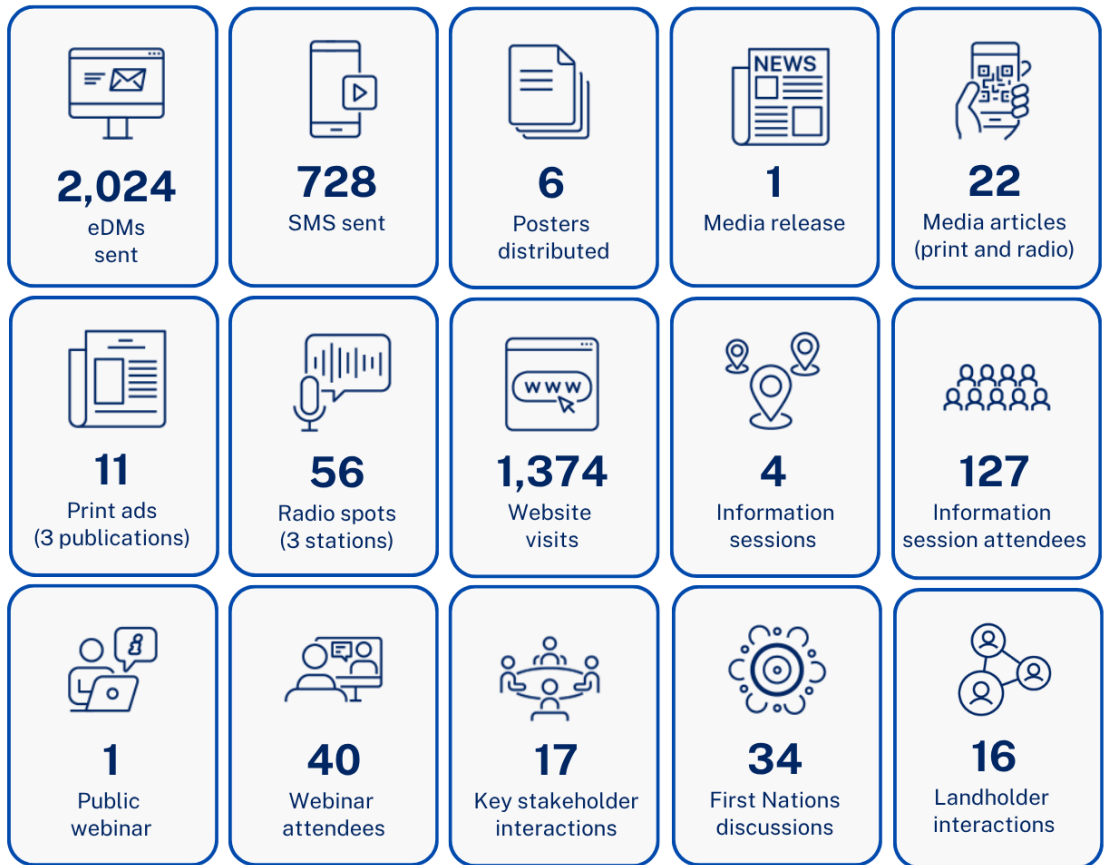 2,024
eDMs
sent
728
SMS sent
6
Posters
distributed
NEWS
1
Media release
22
Media articles
(print and radio)
11
Print ads
(3 publications)
56
Radio spots
(3 stations)
www
1,374
Website
visits
4
Information
sessions
127
Information
session attendees
i
1
Public
webinar
40
Webinar
attendees
17
Key stakeholder
interactions
34
First Nations
discussions
16
Landholder
interactions